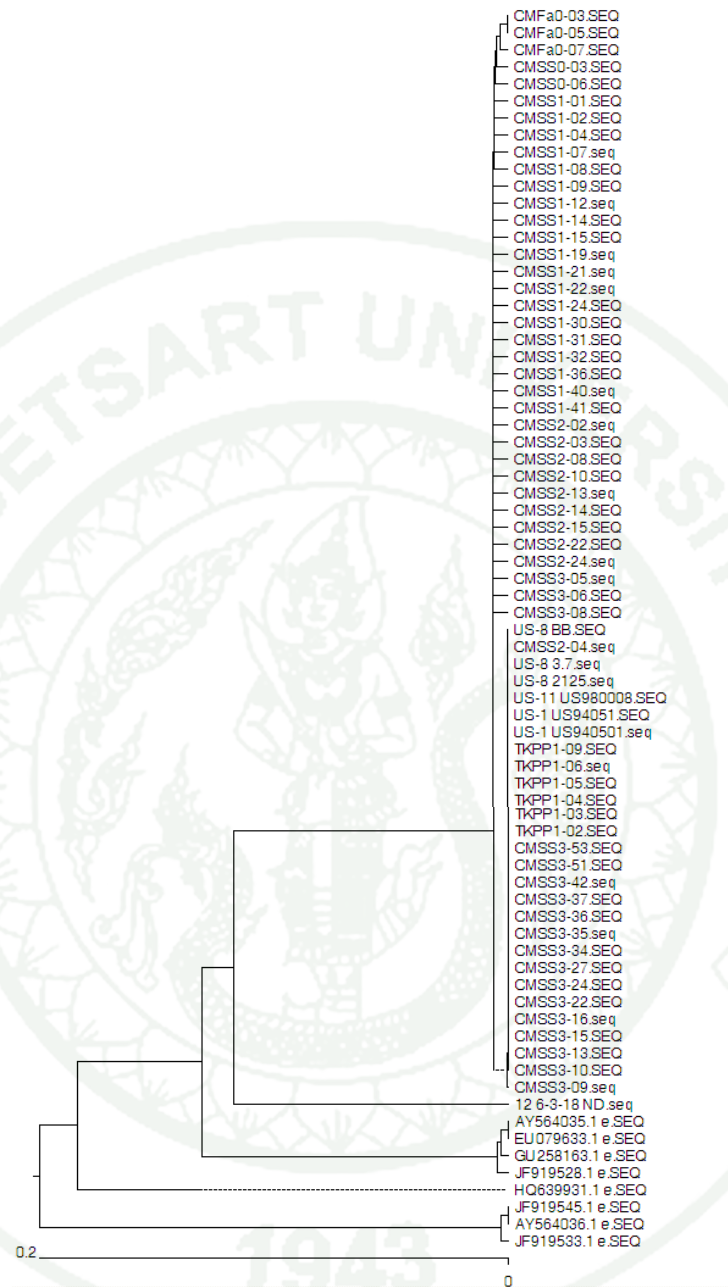 CMFa0-03.SEQ
CMFa0-05.SEQ
CMFa0-07.SEQ
CMSS0-03.SEQ
CMSS0-06.SEQ
CMSS1-01.SEQ
CMSS1-02.SEQ
CMSS1-04.SEQ
CMSS1-07.seq
CMSS1-08.SEQ
CMSS1-09.SEQ
CMSS1-12.seq
CMSS1-14.SEQ
CMSS1-15.SEQ
CMSS1-19.seq
CMSS1-21.seq
CMSS1-22.seq
CMSS1-24.SEQ
CMSS1-30.SEQ
CMSS1-31.SEQ
CMSS1-32.SEQ
CMSS1-36.SEQ
CMSS1-40.seq
CMSS1-41.SEQ
CMSS2-02.seq
CMSS2-03.SEQ
CMSS2-08.SEQ
CMSS2-10.SEQ
CMSS2-13.seq
CMSS2-14.SEQ
CMSS2-15.SEQ
CMSS2-22.SEQ
CMSS2-24.seq
CMSS3-05.seq
CMSS3-06.SEQ
CMSS3-08.SEQ
US-8 BB.SEQ
CMSS2-04.seq
US-8 3.7.seq
US-8 2125.seq
US-11 US980008.SEQ
US-1 US94051.SEQ
US-1 US940501.seq
TKPP1-09.SEQ
TKPP1-06.seq
TKPP1-05.SEQ
TKPP1-04.SEQ
TKPP1-03.SEQ
TKPP1-02.SEQ
CMSS3-53.SEQ
CMSS3-51.SEQ
CMSS3-42.seq
CMSS3-37.SEQ
CMSS3-36.SEQ
CMSS3-35.seq
CMSS3-34.SEQ
CMSS3-27.SEQ
CMSS3-24.SEQ
CMSS3-22.SEQ
CMSS3-16.seq
CMSS3-15.SEQ
CMSS3-13.SEQ
CMSS3-10.SEQ
CMSS3-09.seq
12 6-3-18 ND.seq
AY564035.1 e.SEQ
EU079633.1 e.SEQ
GU258163.1 e.SEQ
JF919528.1 e.SEQ
HQ639931.1 e.SEQ
JF919545.1 e.SEQ
AY564036.1 e.SEQ
JF919533.1 e.SEQ
0.2
0
1943